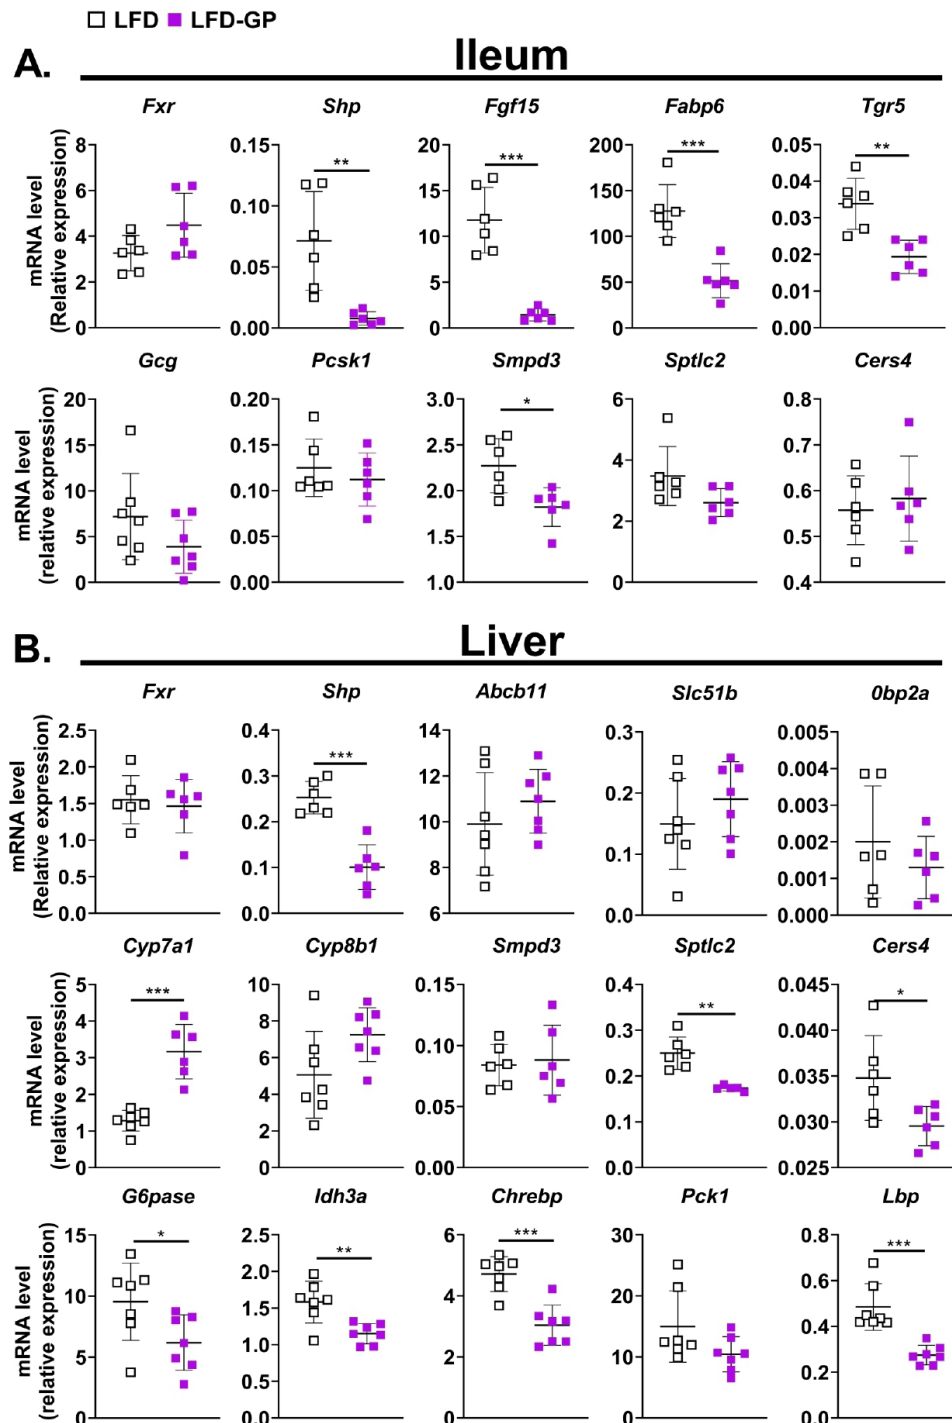 LFD LFD-GP
A. Ileum
Fxr Shp Fgf15 Fabp6 Tgr5
mRNA level
(Relative expression)
8 6 4 2 0
0.15 0.10 0.05 0.00
**
20 15 10 5 0
***
200 150 100 50 0
***
0.05 0.04 0.03 0.02 0.01 0.00
**
Gcg Pcsk1 Smpd3 Sptlc2 Cers4
mRNA level
(relative expression)
20 15 10 5 0
0.20 0.15 0.10 0.05 0.00
3.0 2.5 2.0 1.5 1.0
*
6 4 2 0
0.8 0.7 0.6 0.5 0.4
B. Liver
Fxr Shp Abcb11 Slc51b 0bp2a
mRNA level
(Relative expression)
2.5 2.0 1.5 1.0 0.5 0.0
0.4 0.3 0.2 0.1 0.0
***
14 12 10 8 6
0.3 0.2 0.1 0.0
0.005 0.004 0.003 0.002 0.001 0.000
Cyp7a1 Cyp8b1 Smpd3 Sptlc2 Cers4
mRNA level
(relative expression)
5 4 3 2 1 0
***
10 8 6 4 2 0
0.15 0.10 0.05 0.00
0.4 0.3 0.2 0.1 0.0
**
0.045 0.040 0.035 0.030 0.025
*
G6pase Idh3a Chrebp Pck1 Lbp
mRNA level
(relative expression)
15 10 5 0
*
2.5 2.0 1.5 1.0 0.5 0.0
**
6 4 2 0
***
30 20 10 0
0.8 0.6 0.4 0.2 0.0
***